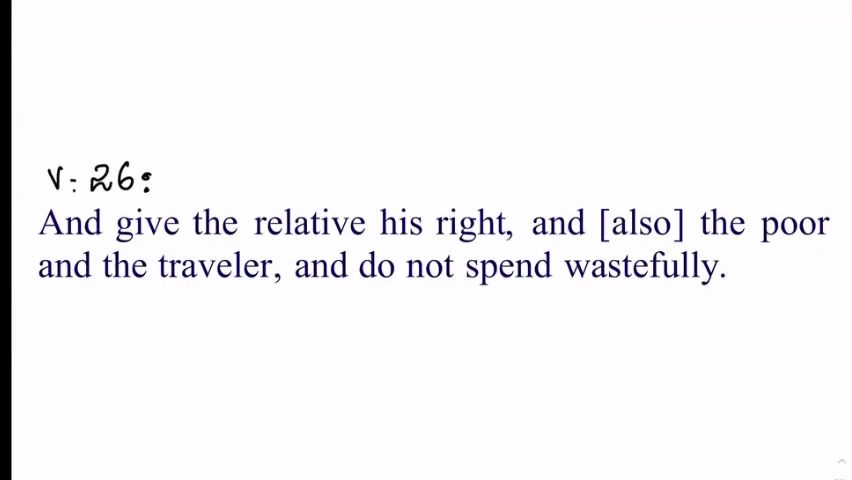 V: 26:
And give the relative his right, and [also] the poor
and the traveler, and do not spend wastefully.